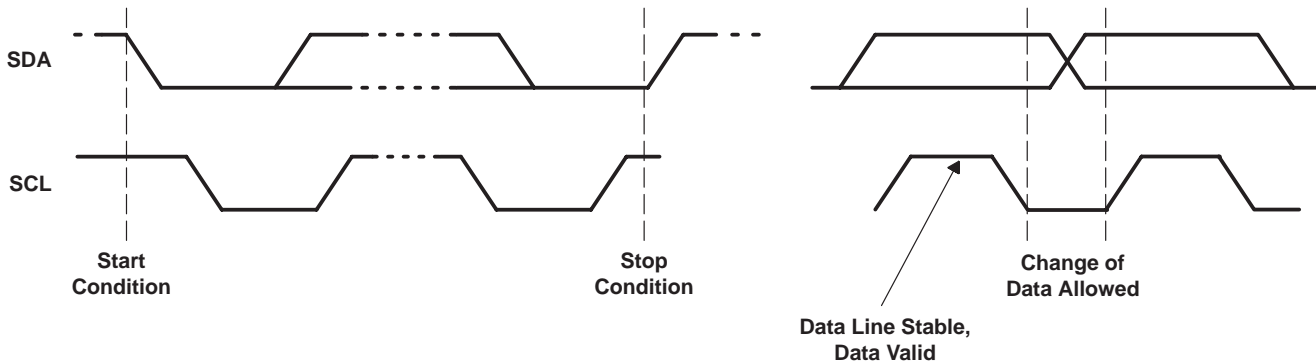 SDA
SCL
Start
Condition
Stop
Condition
Change of
Data Allowed
Data Line Stable,
Data Valid